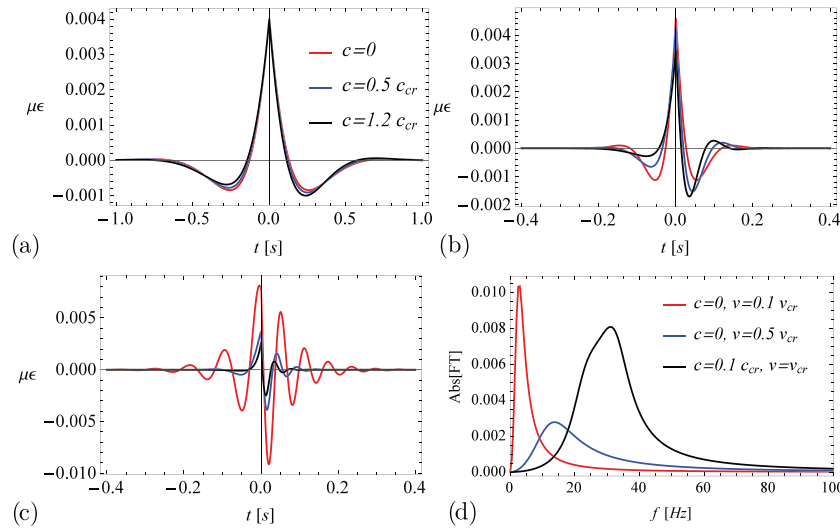 0.004
0.003
0.002
0.001
0.000
−0.001
με
−1.0 −0.5 0.0 0.5 1.0
t [s]
c=0
c=0.5 c_cr
c=1.2 c_cr
(a)
0.004
0.002
0.000
−0.002
με
−0.4 −0.2 0.0 0.2 0.4
t [s]
(b)
0.005
0.000
−0.005
−0.010
με
−0.4 −0.2 0.0 0.2 0.4
t [s]
(c)
0.010
0.008
0.006
0.004
0.002
0.000
Abs[FT]
0 20 40 60 80 100
f [Hz]
c=0, v=0.1 v_cr
c=0, v=0.5 v_cr
c=0.1 c_cr, v=v_cr
(d)